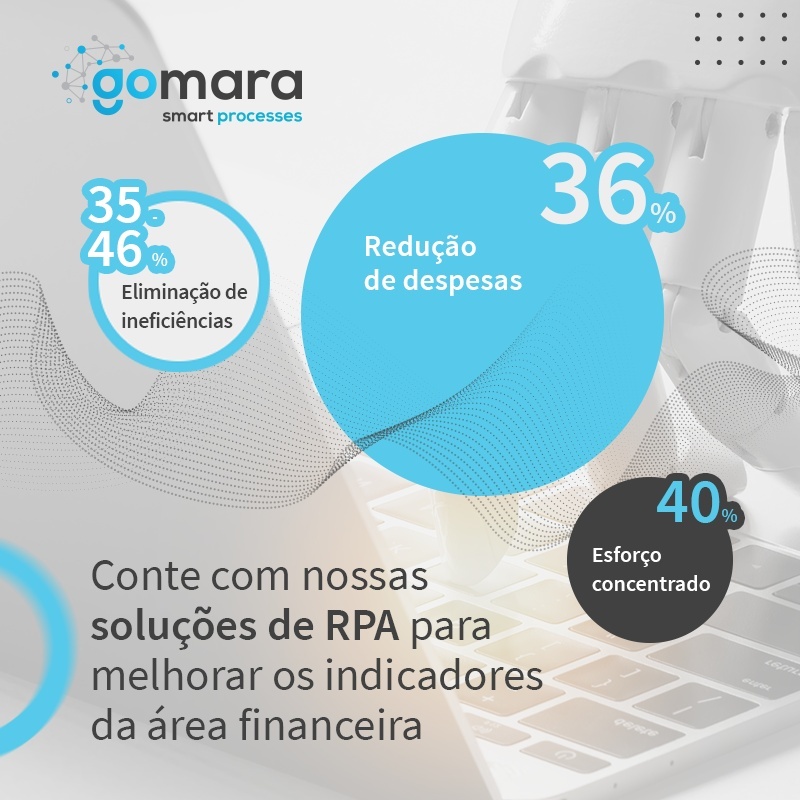 gomara
smart processes
35-
46%
Eliminação de
ineficiências
36%
Redução
de despesas
40%
Esforço
concentrado
Conte com nossas
soluções de RPA para
melhorar os indicadores
da área financeira